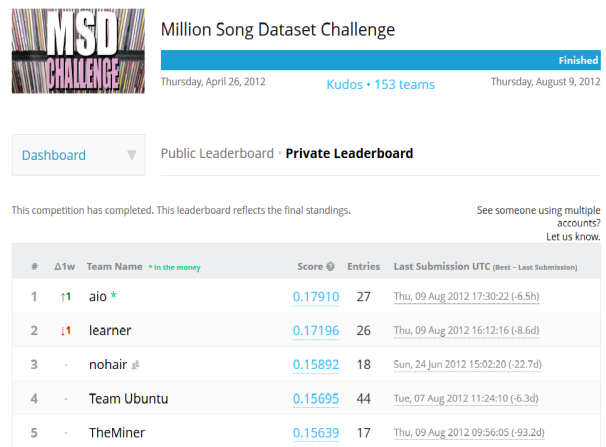 MSD
CHALLENGE
Million Song Dataset Challenge
Finished
Thursday, April 26, 2012
Kudos • 153 teams
Thursday, August 9, 2012
Dashboard ▼
Public Leaderboard • Private Leaderboard
This competition has completed. This leaderboard reflects the final standings.
See someone using multiple
accounts?
Let us know.
# Δ1w Team Name * in the money Score Entries Last Submission UTC (Best – Last Submission)
1 ↑1 aio * 0.17910 27 Thu, 09 Aug 2012 17:30:22 (-6.5h)
2 ↓1 learner 0.17196 26 Thu, 09 Aug 2012 16:12:16 (-8.6d)
3 - nohair 0.15892 18 Sun, 24 Jun 2012 15:02:20 (-22.7d)
4 - Team Ubuntu 0.15695 44 Tue, 07 Aug 2012 11:24:10 (-6.3d)
5 - TheMiner 0.15639 17 Thu, 09 Aug 2012 09:56:05 (-93.2d)